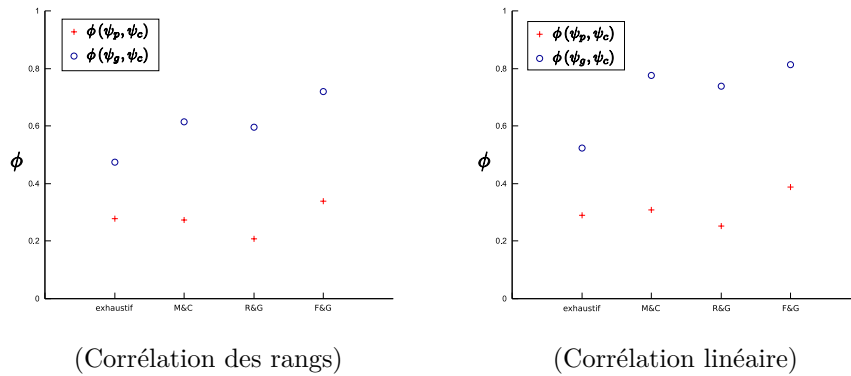 1
ϕ(ψp, ψc)
ϕ(ψg, ψc)
0.8
0.6
ϕ
0.4
0.2
0
exhaustif M&C R&G F&G
(Corrélation des rangs)
1
ϕ(ψp, ψc)
ϕ(ψg, ψc)
0.8
0.6
ϕ
0.4
0.2
0
exhaustif M&C R&G F&G
(Corrélation linéaire)